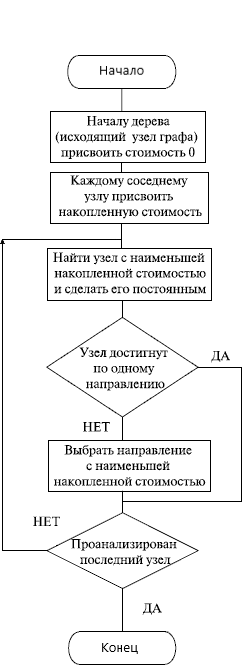 Начало
Началу дерева
(исходящий узел графа)
присвоить стоимость 0
Каждому соседнему
узлу присвоить
накопленную стоимость
Найти узел с наименьшей
накопленной стоимостью
и сделать его постоянным
Узел достигнут
по одному
направлению
ДА
НЕТ
Выбрать направление
с наименьшей
накопленной стоимостью
НЕТ
Проанализирован
последний узел
ДА
Конец